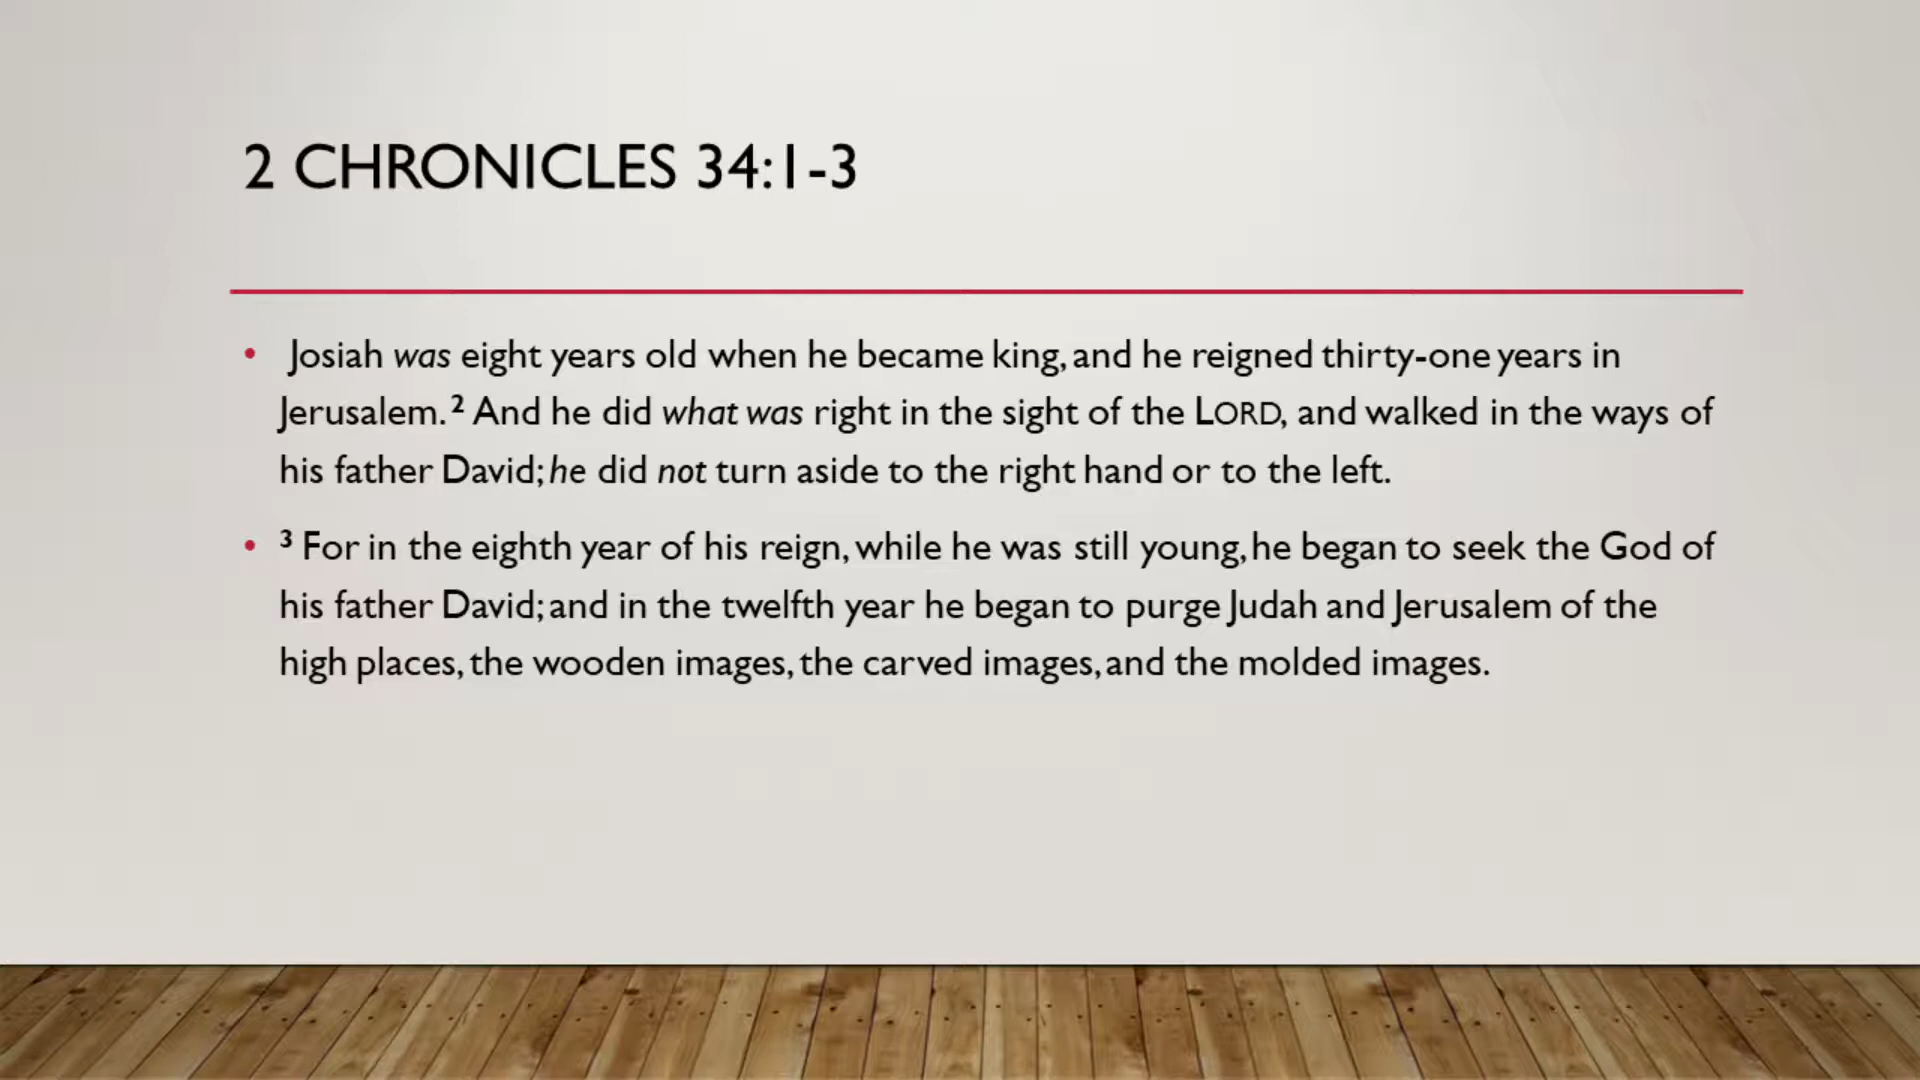 2 CHRONICLES 34:1-3
• Josiah was eight years old when he became king, and he reigned thirty-one years in
Jerusalem. ² And he did what was right in the sight of the LORD, and walked in the ways of
his father David; he did not turn aside to the right hand or to the left.
• ³ For in the eighth year of his reign, while he was still young, he began to seek the God of
his father David; and in the twelfth year he began to purge Judah and Jerusalem of the
high places, the wooden images, the carved images, and the molded images.